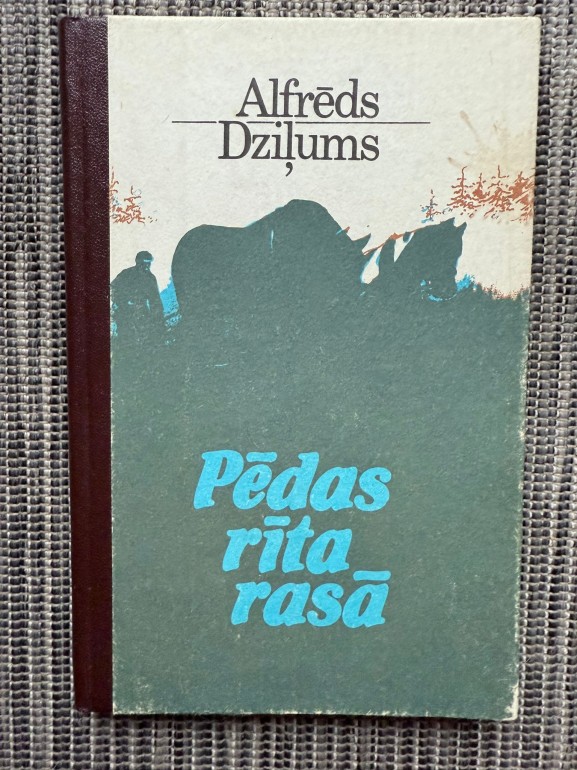 Alfrēds
Dziļums
Pēdas
rīta
rasā